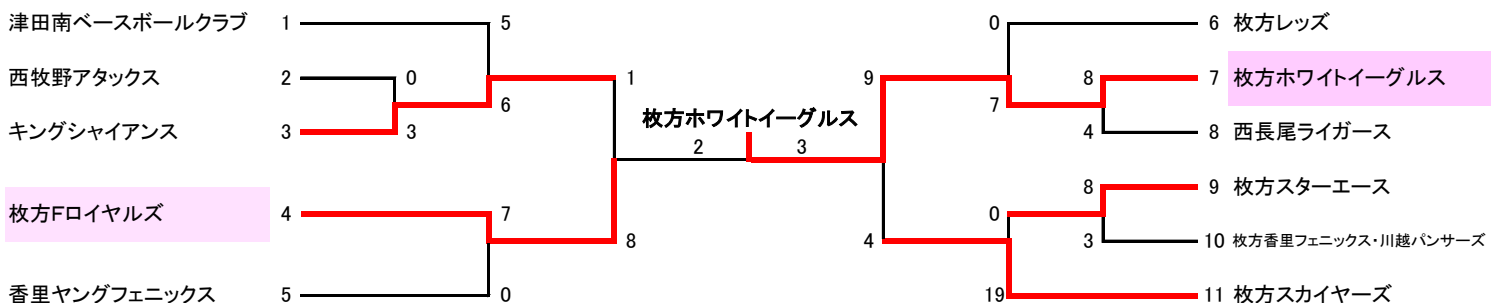 津田南ベースボールクラブ 1 5 0 6 枚方レッズ
西牧野アタックス 2 0 1 9 8 7 枚方ホワイトイーグルス
6 7
キングシャイアンス 3 3 枚方ホワイトイーグルス 4 8 西長尾ライガース
2 3
8 9 枚方スターエース
枚方Fロイヤルズ 4 7 0
8 4 3 10 枚方香里フェニックス・川越パンサーズ
香里ヤングフェニックス 5 0 19 11 枚方スカイヤーズ